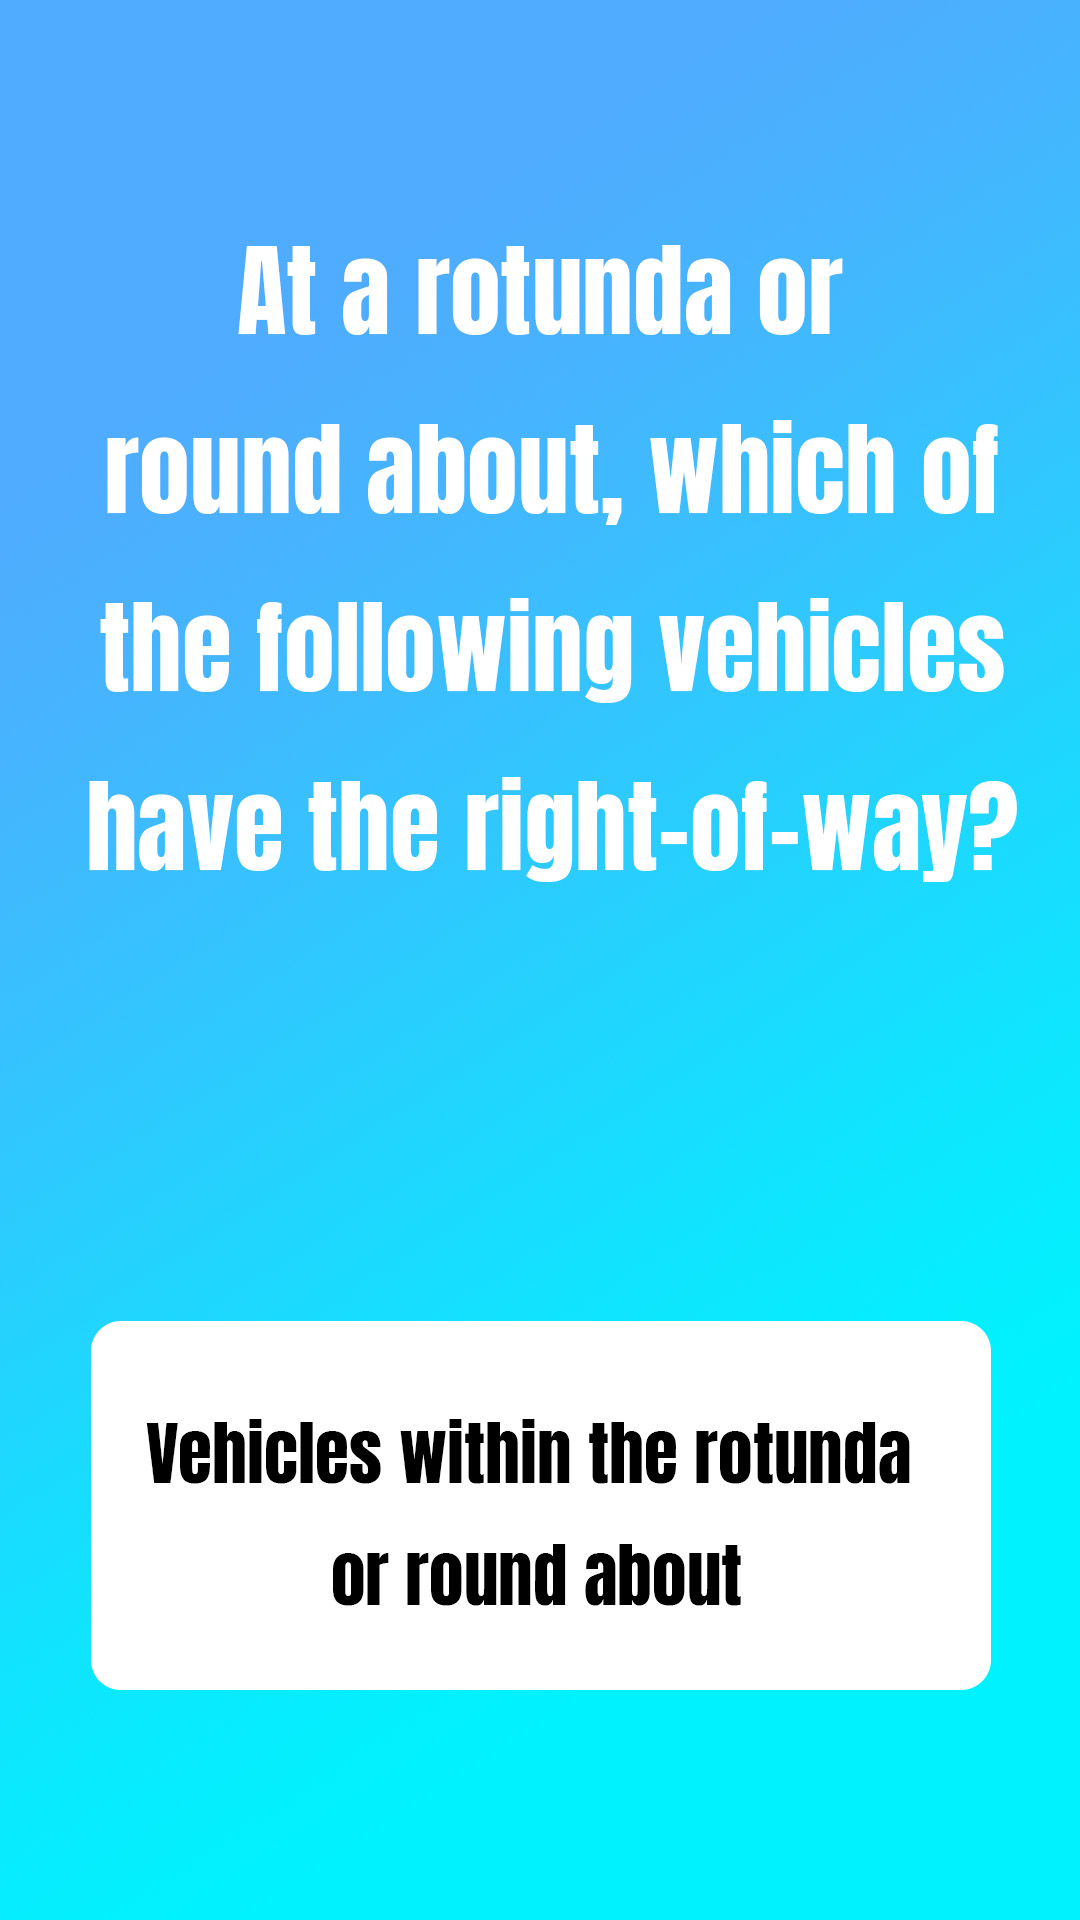 At a rotunda or
round about, which of
the following vehicles
have the right-of-way?
Vehicles within the rotunda
or round about